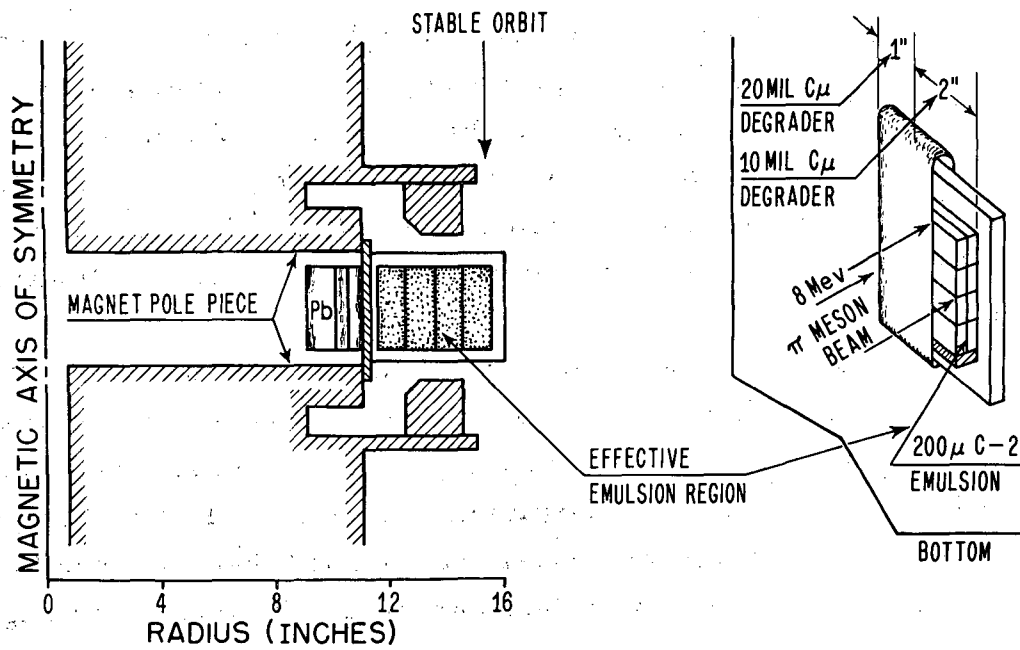 STABLE ORBIT
MAGNETIC AXIS OF SYMMETRY
MAGNET POLE PIECE
Pb
EFFECTIVE
EMULSION REGION
0 4 8 12 16
RADIUS (INCHES)
1"
2"
20 MIL Cμ
DEGRADER
10 MIL Cμ
DEGRADER
8 Mev
π MESON
BEAM
200μ C-2
EMULSION
BOTTOM